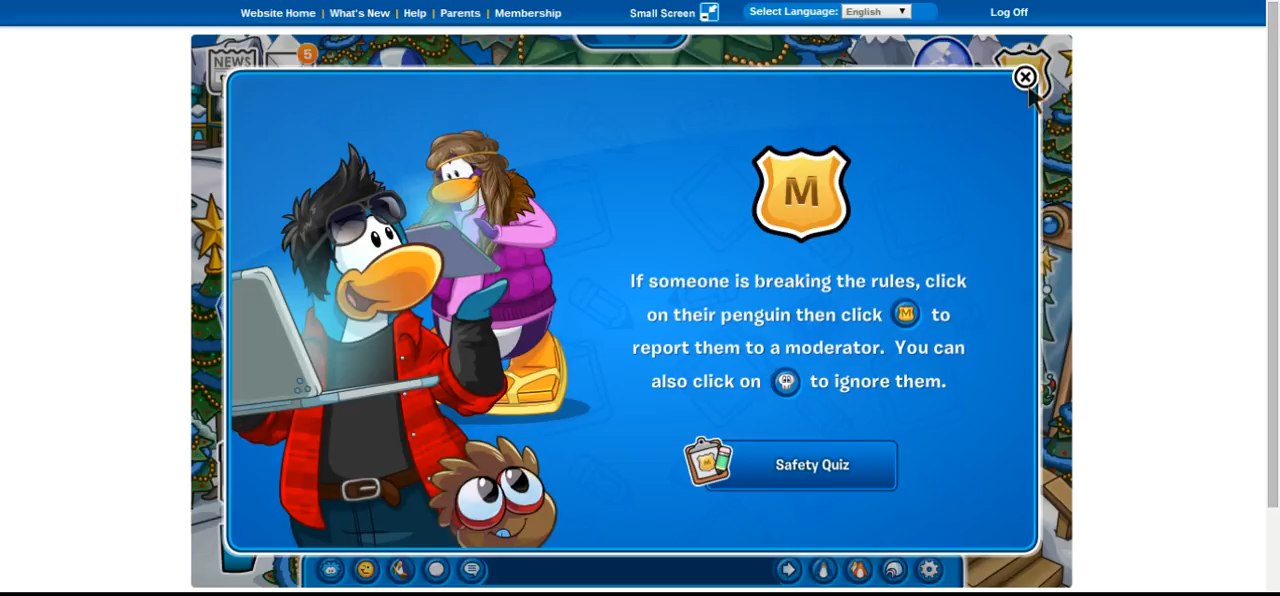 Website Home | What's New | Help | Parents | Membership
Small Screen
Select Language: English
Log Off
NEWS
5
M
If someone is breaking the rules, click
on their penguin then click M to
report them to a moderator. You can
also click on to ignore them.
M
Safety Quiz